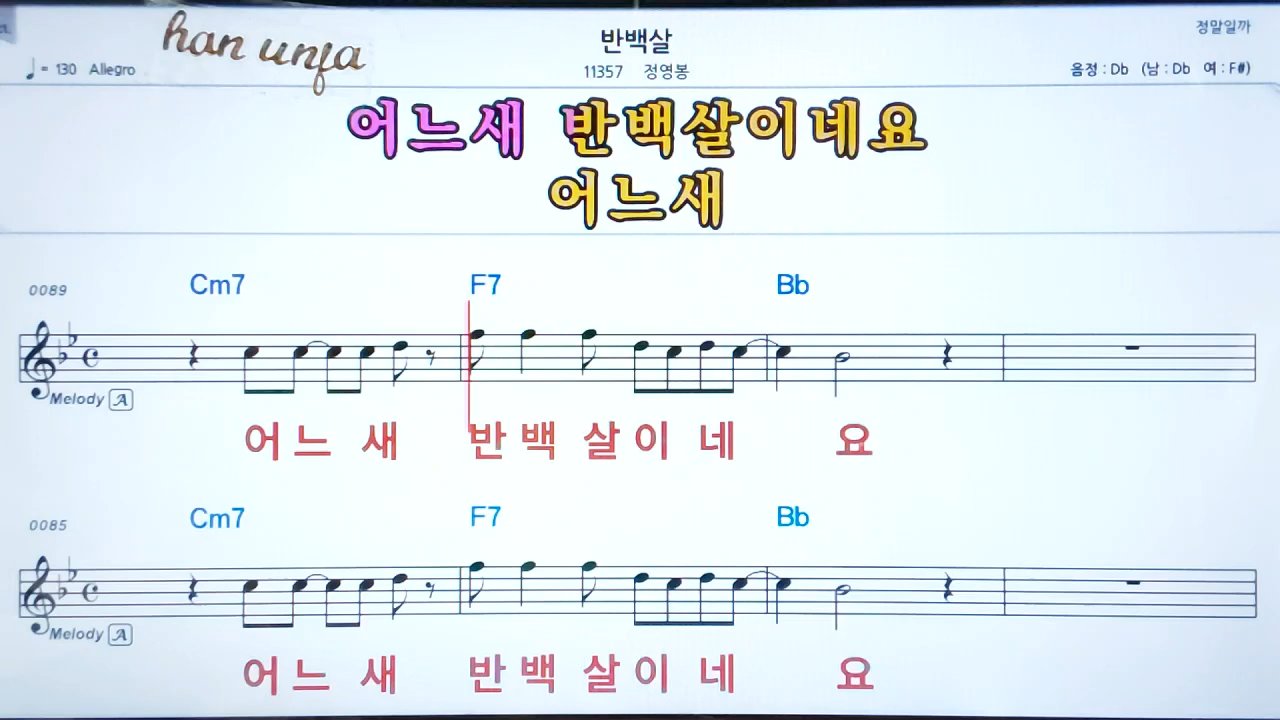 han unfa
반백살
정말일까
♩= 130 Allegro
11357 정영봉
음정 : Db (남 : Db 여 : F#)
어느새 반백살이네요
어느새
0089 Cm7 F7 Bb
Melody A
어느 새 반백 살이 네 요
0085 Cm7 F7 Bb
Melody A
어느 새 반백 살이 네 요